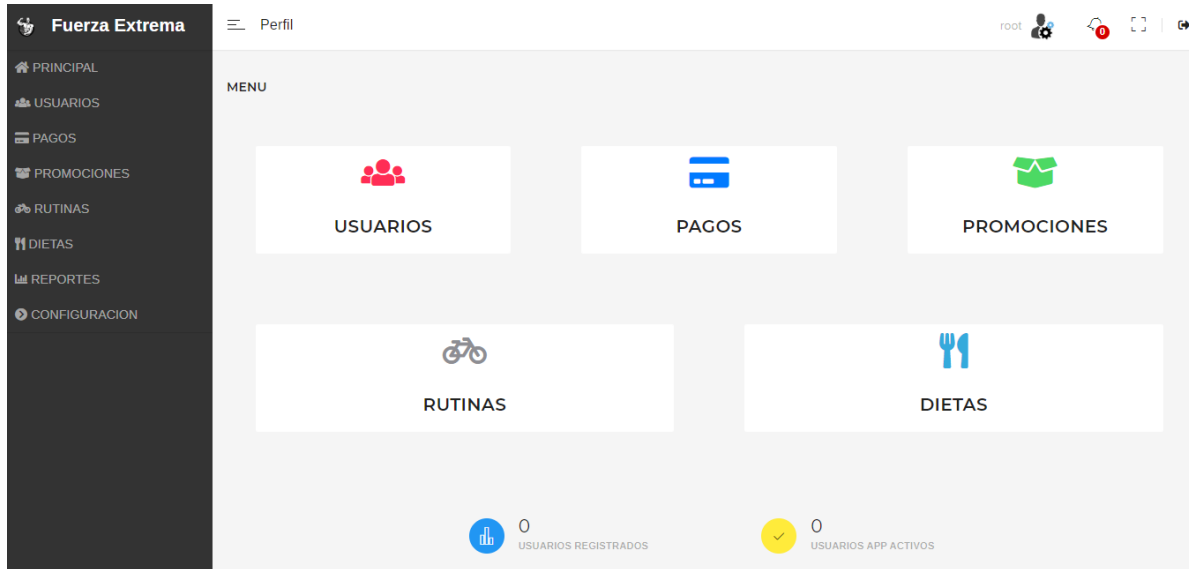 Fuerza Extrema
Perfil
root
0
PRINCIPAL
USUARIOS
PAGOS
PROMOCIONES
RUTINAS
DIETAS
REPORTES
CONFIGURACION
MENU
USUARIOS
PAGOS
PROMOCIONES
RUTINAS
DIETAS
0
USUARIOS REGISTRADOS
0
USUARIOS APP ACTIVOS